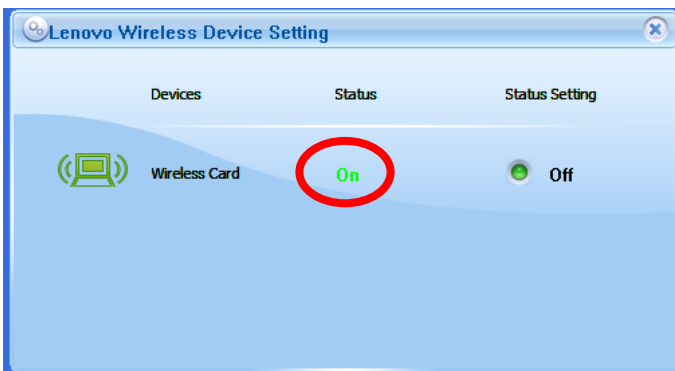 Lenovo Wireless Device Setting
Devices Status Status Setting
Wireless Card On Off